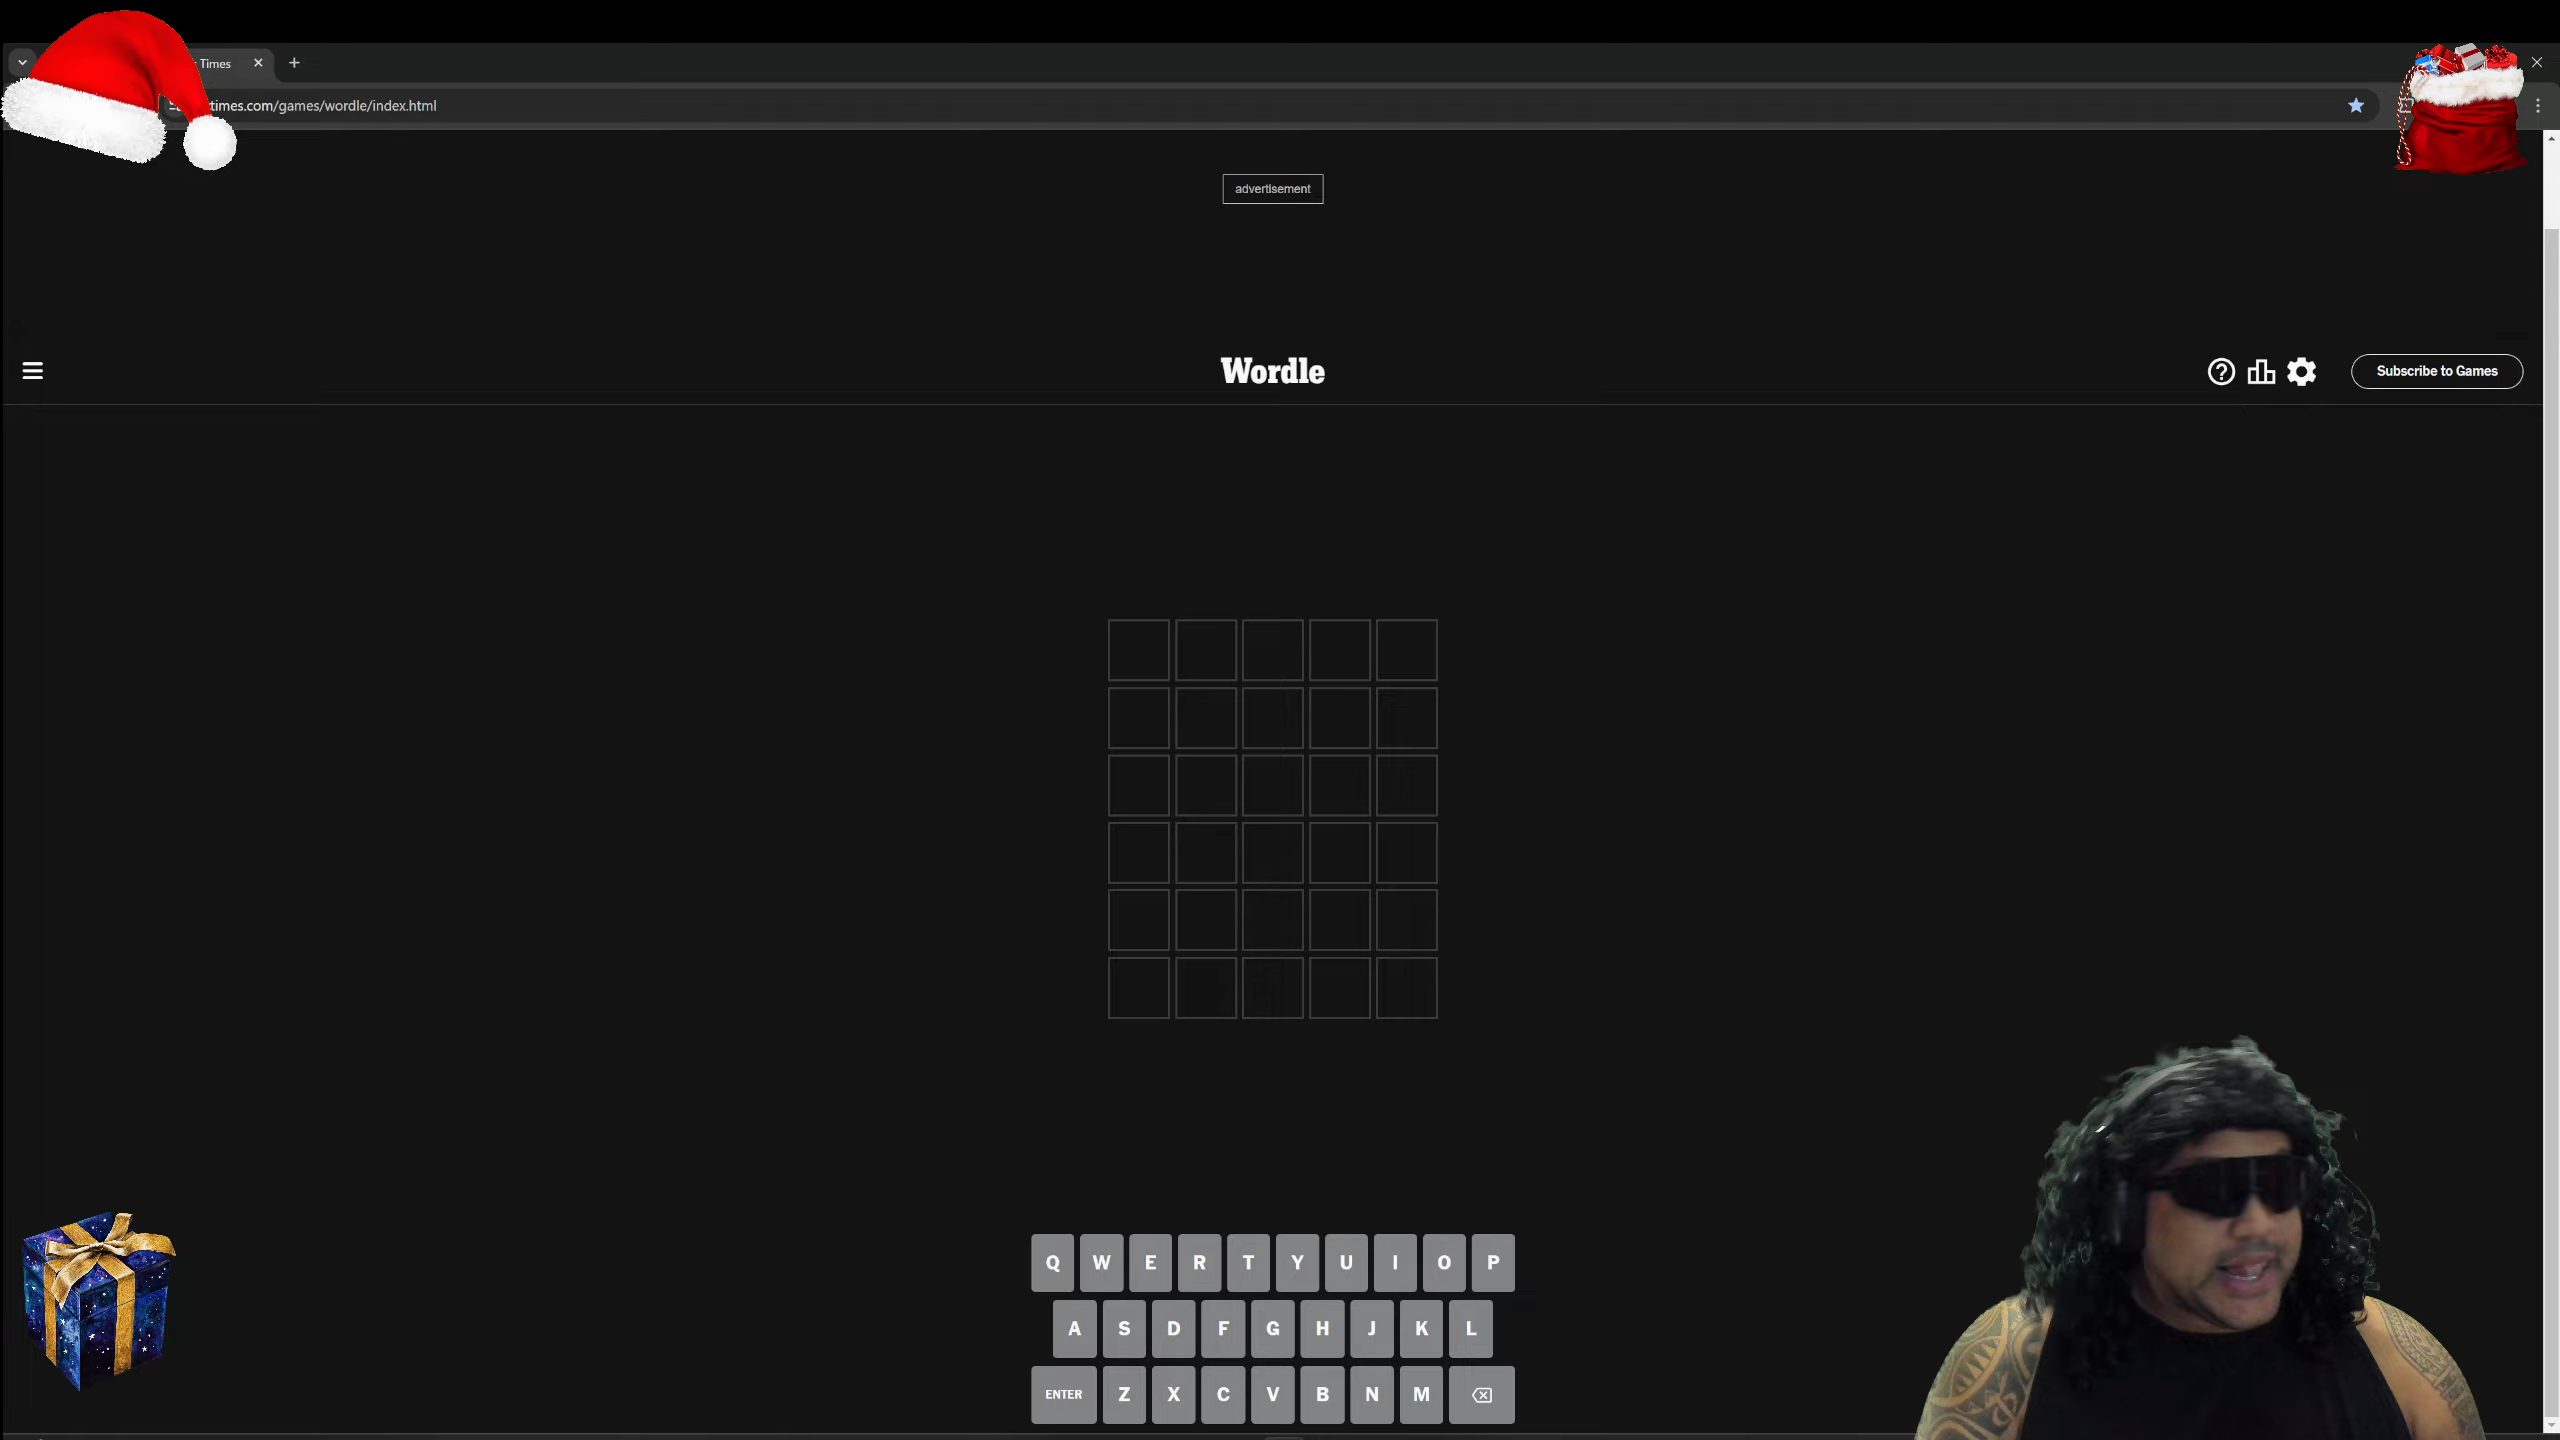 Times
times.com/games/wordle/index.html
advertisement
Wordle
Subscribe to Games
Q W E R T Y U I O P
A S D F G H J K L
ENTER Z X C V B N M